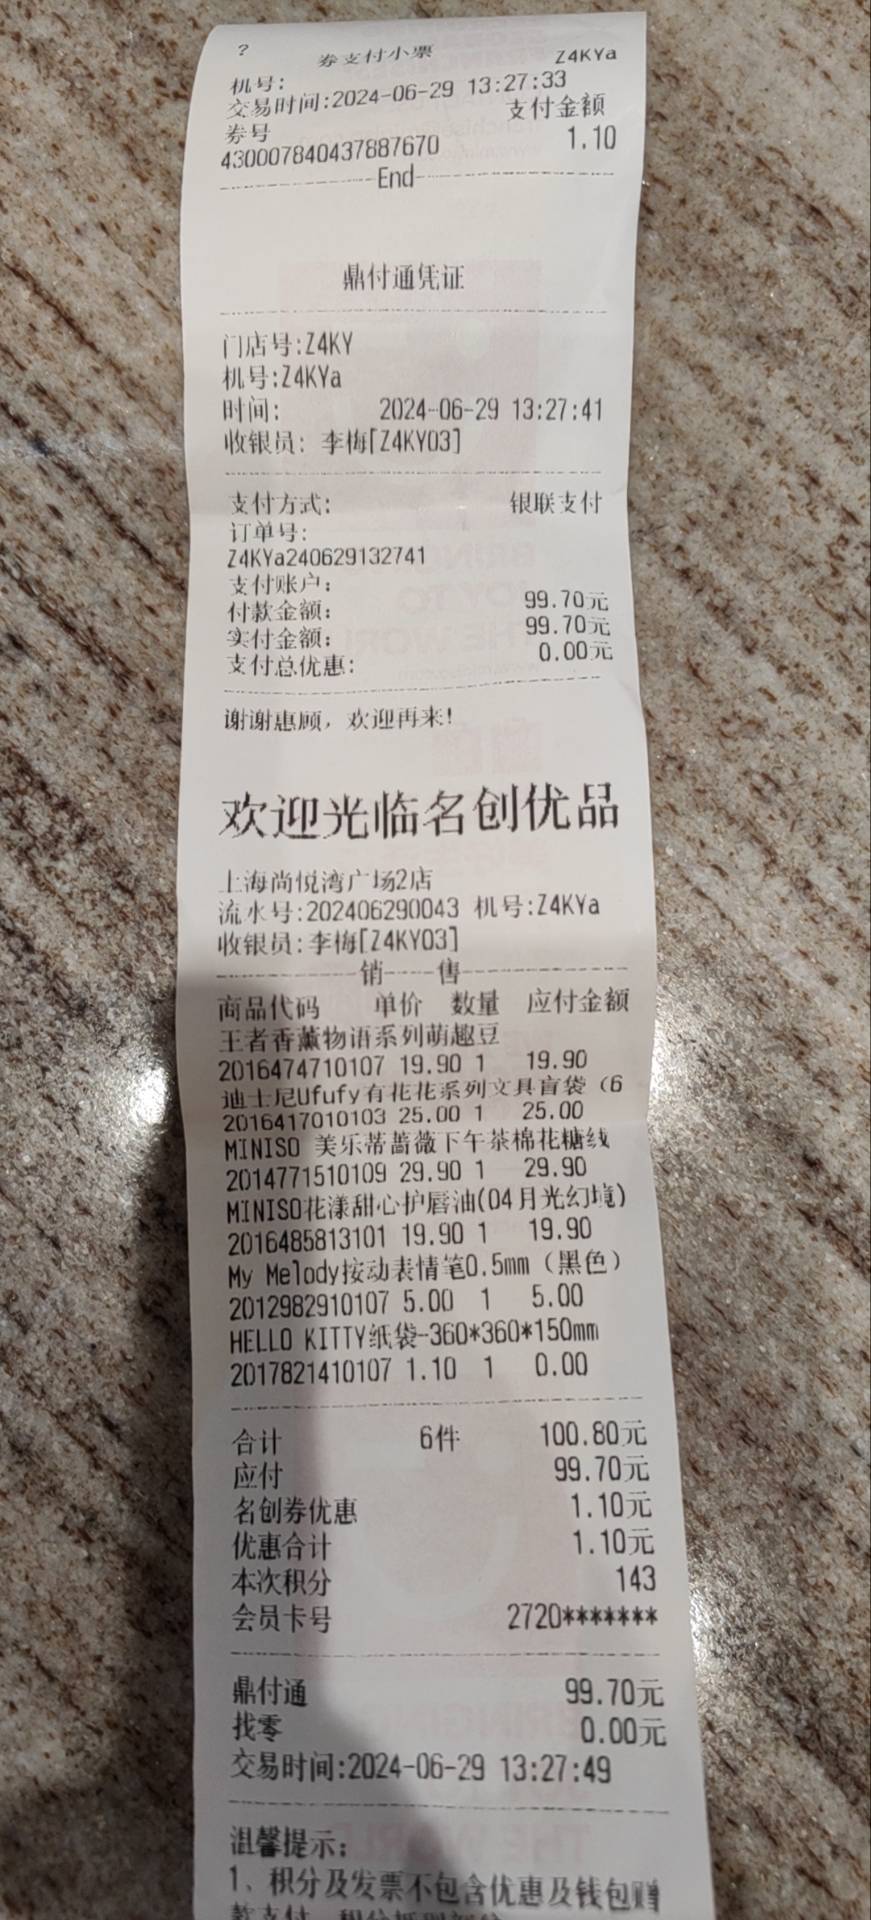 ? 券支付小票 Z4KYa
机号:
交易时间:2024-06-29 13:27:33
券号 支付金额
430007840437887670 1.10
End
鼎付通凭证
门店号:Z4KY
机号:Z4KYa
时间: 2024-06-29 13:27:41
收银员: 李梅[Z4KY03]
支付方式: 银联支付
订单号:
Z4KYa240629132741
支付账户:
付款金额: 99.70元
实付金额: 99.70元
支付总优惠: 0.00元
谢谢惠顾，欢迎再来!
欢迎光临名创优品
上海尚悦湾广场2店
流水号:202406290043 机号:Z4KYa
收银员:李梅[Z4KY03]
销----售
商品代码 单价 数量 应付金额
王者香薰物语系列萌趣豆
2016474710107 19.90 1 19.90
迪士尼Ufufy有花花系列文具盲袋（6
2016417010103 25.00 1 25.00
MINISO 美乐蒂蔷薇下午茶棉花糖线
2014771510109 29.90 1 29.90
MINISO花漾甜心护唇油(04月光幻境)
2016485813101 19.90 1 19.90
My Melody按动表情笔0.5mm（黑色）
2012982910107 5.00 1 5.00
HELLO KITTY纸袋-360*360*150mm
2017821410107 1.10 1 0.00
合计 6件 100.80元
应付 99.70元
名创券优惠 1.10元
优惠合计 1.10元
本次积分 143
会员卡号 2720*******
鼎付通 99.70元
找零 0.00元
交易时间:2024-06-29 13:27:49
温馨提示:
1、积分及发票不包含优惠及钱包赠